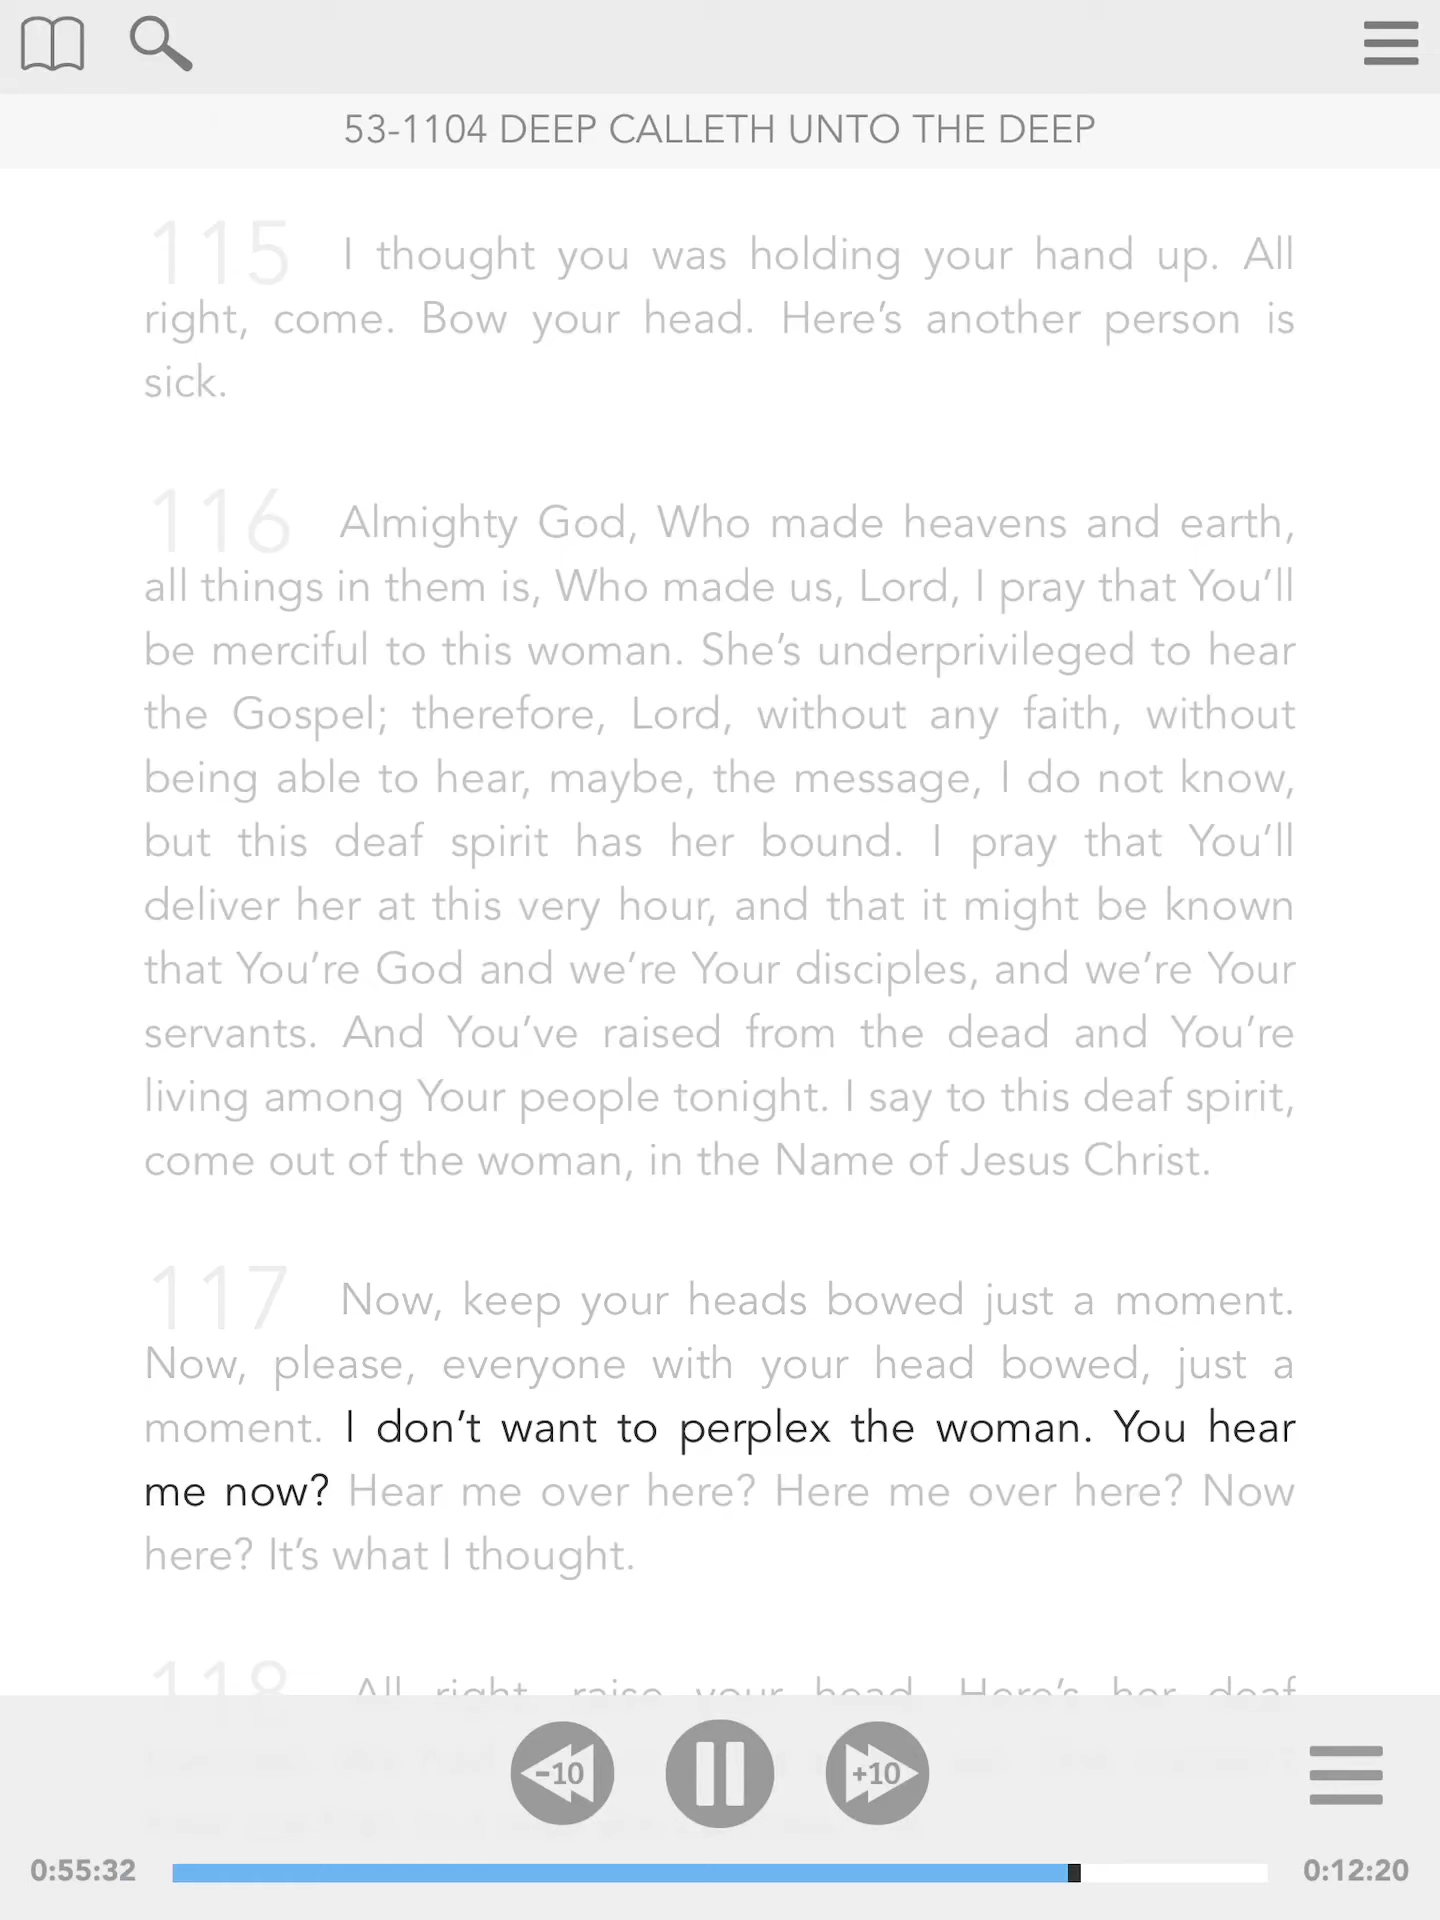 53-1104 DEEP CALLETH UNTO THE DEEP
115 I thought you was holding your hand up. All
right, come. Bow your head. Here’s another person is
sick.
116 Almighty God, Who made heavens and earth,
all things in them is, Who made us, Lord, I pray that You’ll
be merciful to this woman. She’s underprivileged to hear
the Gospel; therefore, Lord, without any faith, without
being able to hear, maybe, the message, I do not know,
but this deaf spirit has her bound. I pray that You’ll
deliver her at this very hour, and that it might be known
that You’re God and we’re Your disciples, and we’re Your
servants. And You’ve raised from the dead and You’re
living among Your people tonight. I say to this deaf spirit,
come out of the woman, in the Name of Jesus Christ.
117 Now, keep your heads bowed just a moment.
Now, please, everyone with your head bowed, just a
moment. I don’t want to perplex the woman. You hear
me now? Hear me over here? Here me over here? Now
here? It’s what I thought.
118 All right, raise your head. Here’s her deaf
-10 +10
0:55:32 0:12:20